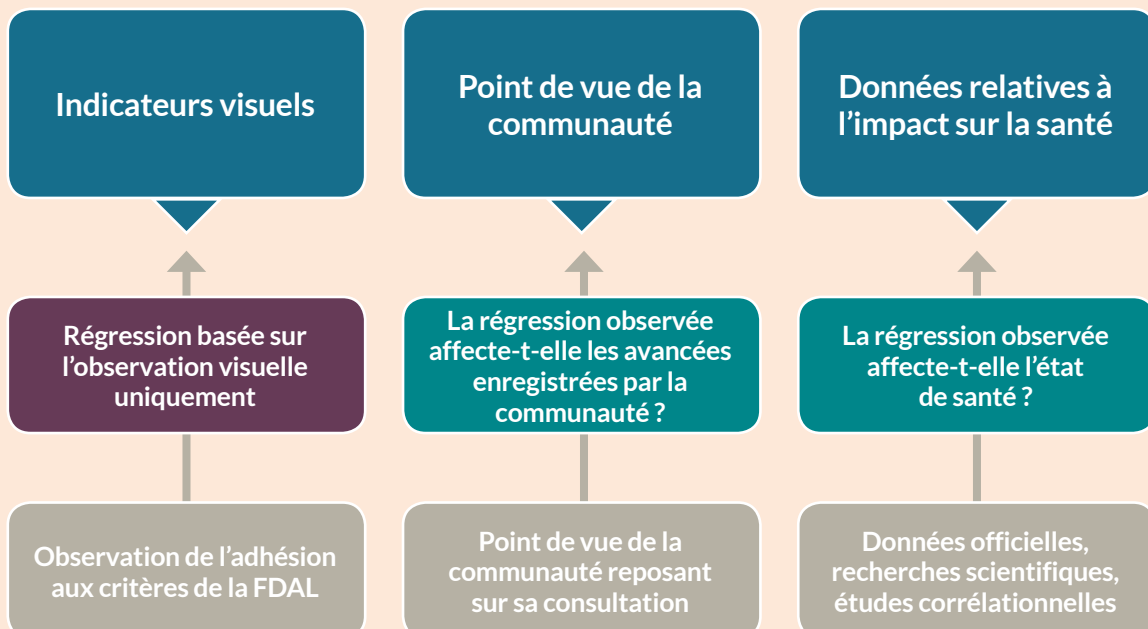 Indicateurs visuels
Point de vue de la
communauté
Données relatives à
l'impact sur la santé
Régression basée sur
l'observation visuelle
uniquement
La régression observée
affecte-t-elle les avancées
enregistrées par la
communauté ?
La régression observée
affecte-t-elle l'état
de santé ?
Observation de l'adhésion
aux critères de la FDAL
Point de vue de la
communauté reposant
sur sa consultation
Données officielles,
recherches scientifiques,
études corrélationnelles